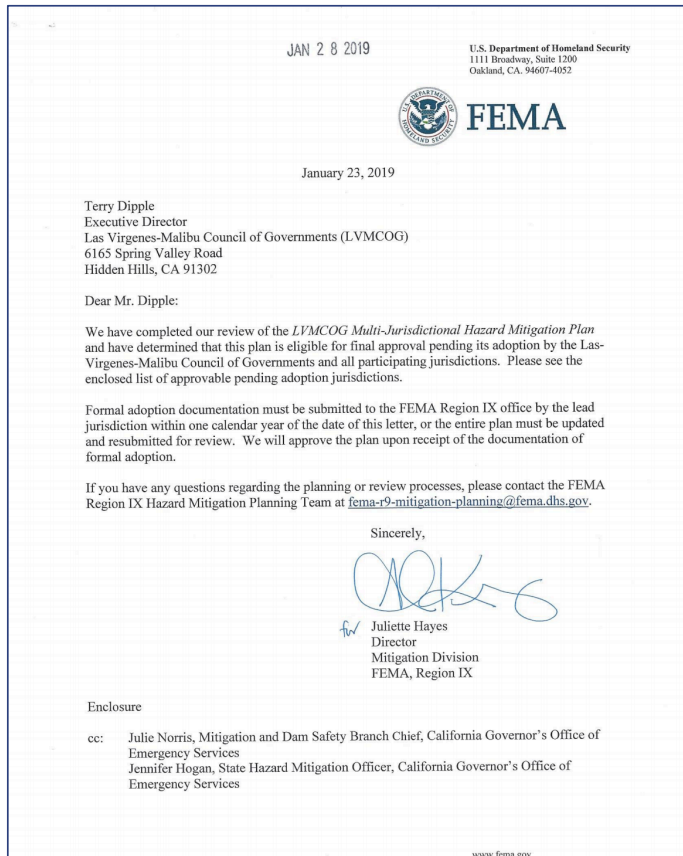 JAN 2 8 2019
U.S. Department of Homeland Security
1111 Broadway, Suite 1200
Oakland, CA. 94607-4052
U.S. DEPARTMENT OF HOMELAND SECURITY
FEMA
January 23, 2019
Terry Dipple
Executive Director
Las Virgenes-Malibu Council of Governments (LVMCOG)
6165 Spring Valley Road
Hidden Hills, CA 91302
Dear Mr. Dipple:
We have completed our review of the LVMCOG Multi-Jurisdictional Hazard Mitigation Plan
and have determined that this plan is eligible for final approval pending its adoption by the Las-
Virgenes-Malibu Council of Governments and all participating jurisdictions. Please see the
enclosed list of approvable pending adoption jurisdictions.
Formal adoption documentation must be submitted to the FEMA Region IX office by the lead
jurisdiction within one calendar year of the date of this letter, or the entire plan must be updated
and resubmitted for review. We will approve the plan upon receipt of the documentation of
formal adoption.
If you have any questions regarding the planning or review processes, please contact the FEMA
Region IX Hazard Mitigation Planning Team at fema-r9-mitigation-planning@fema.dhs.gov.
Sincerely,
for Juliette Hayes
Director
Mitigation Division
FEMA, Region IX
Enclosure
cc: Julie Norris, Mitigation and Dam Safety Branch Chief, California Governor's Office of
Emergency Services
Jennifer Hogan, State Hazard Mitigation Officer, California Governor's Office of
Emergency Services
www.fema.gov